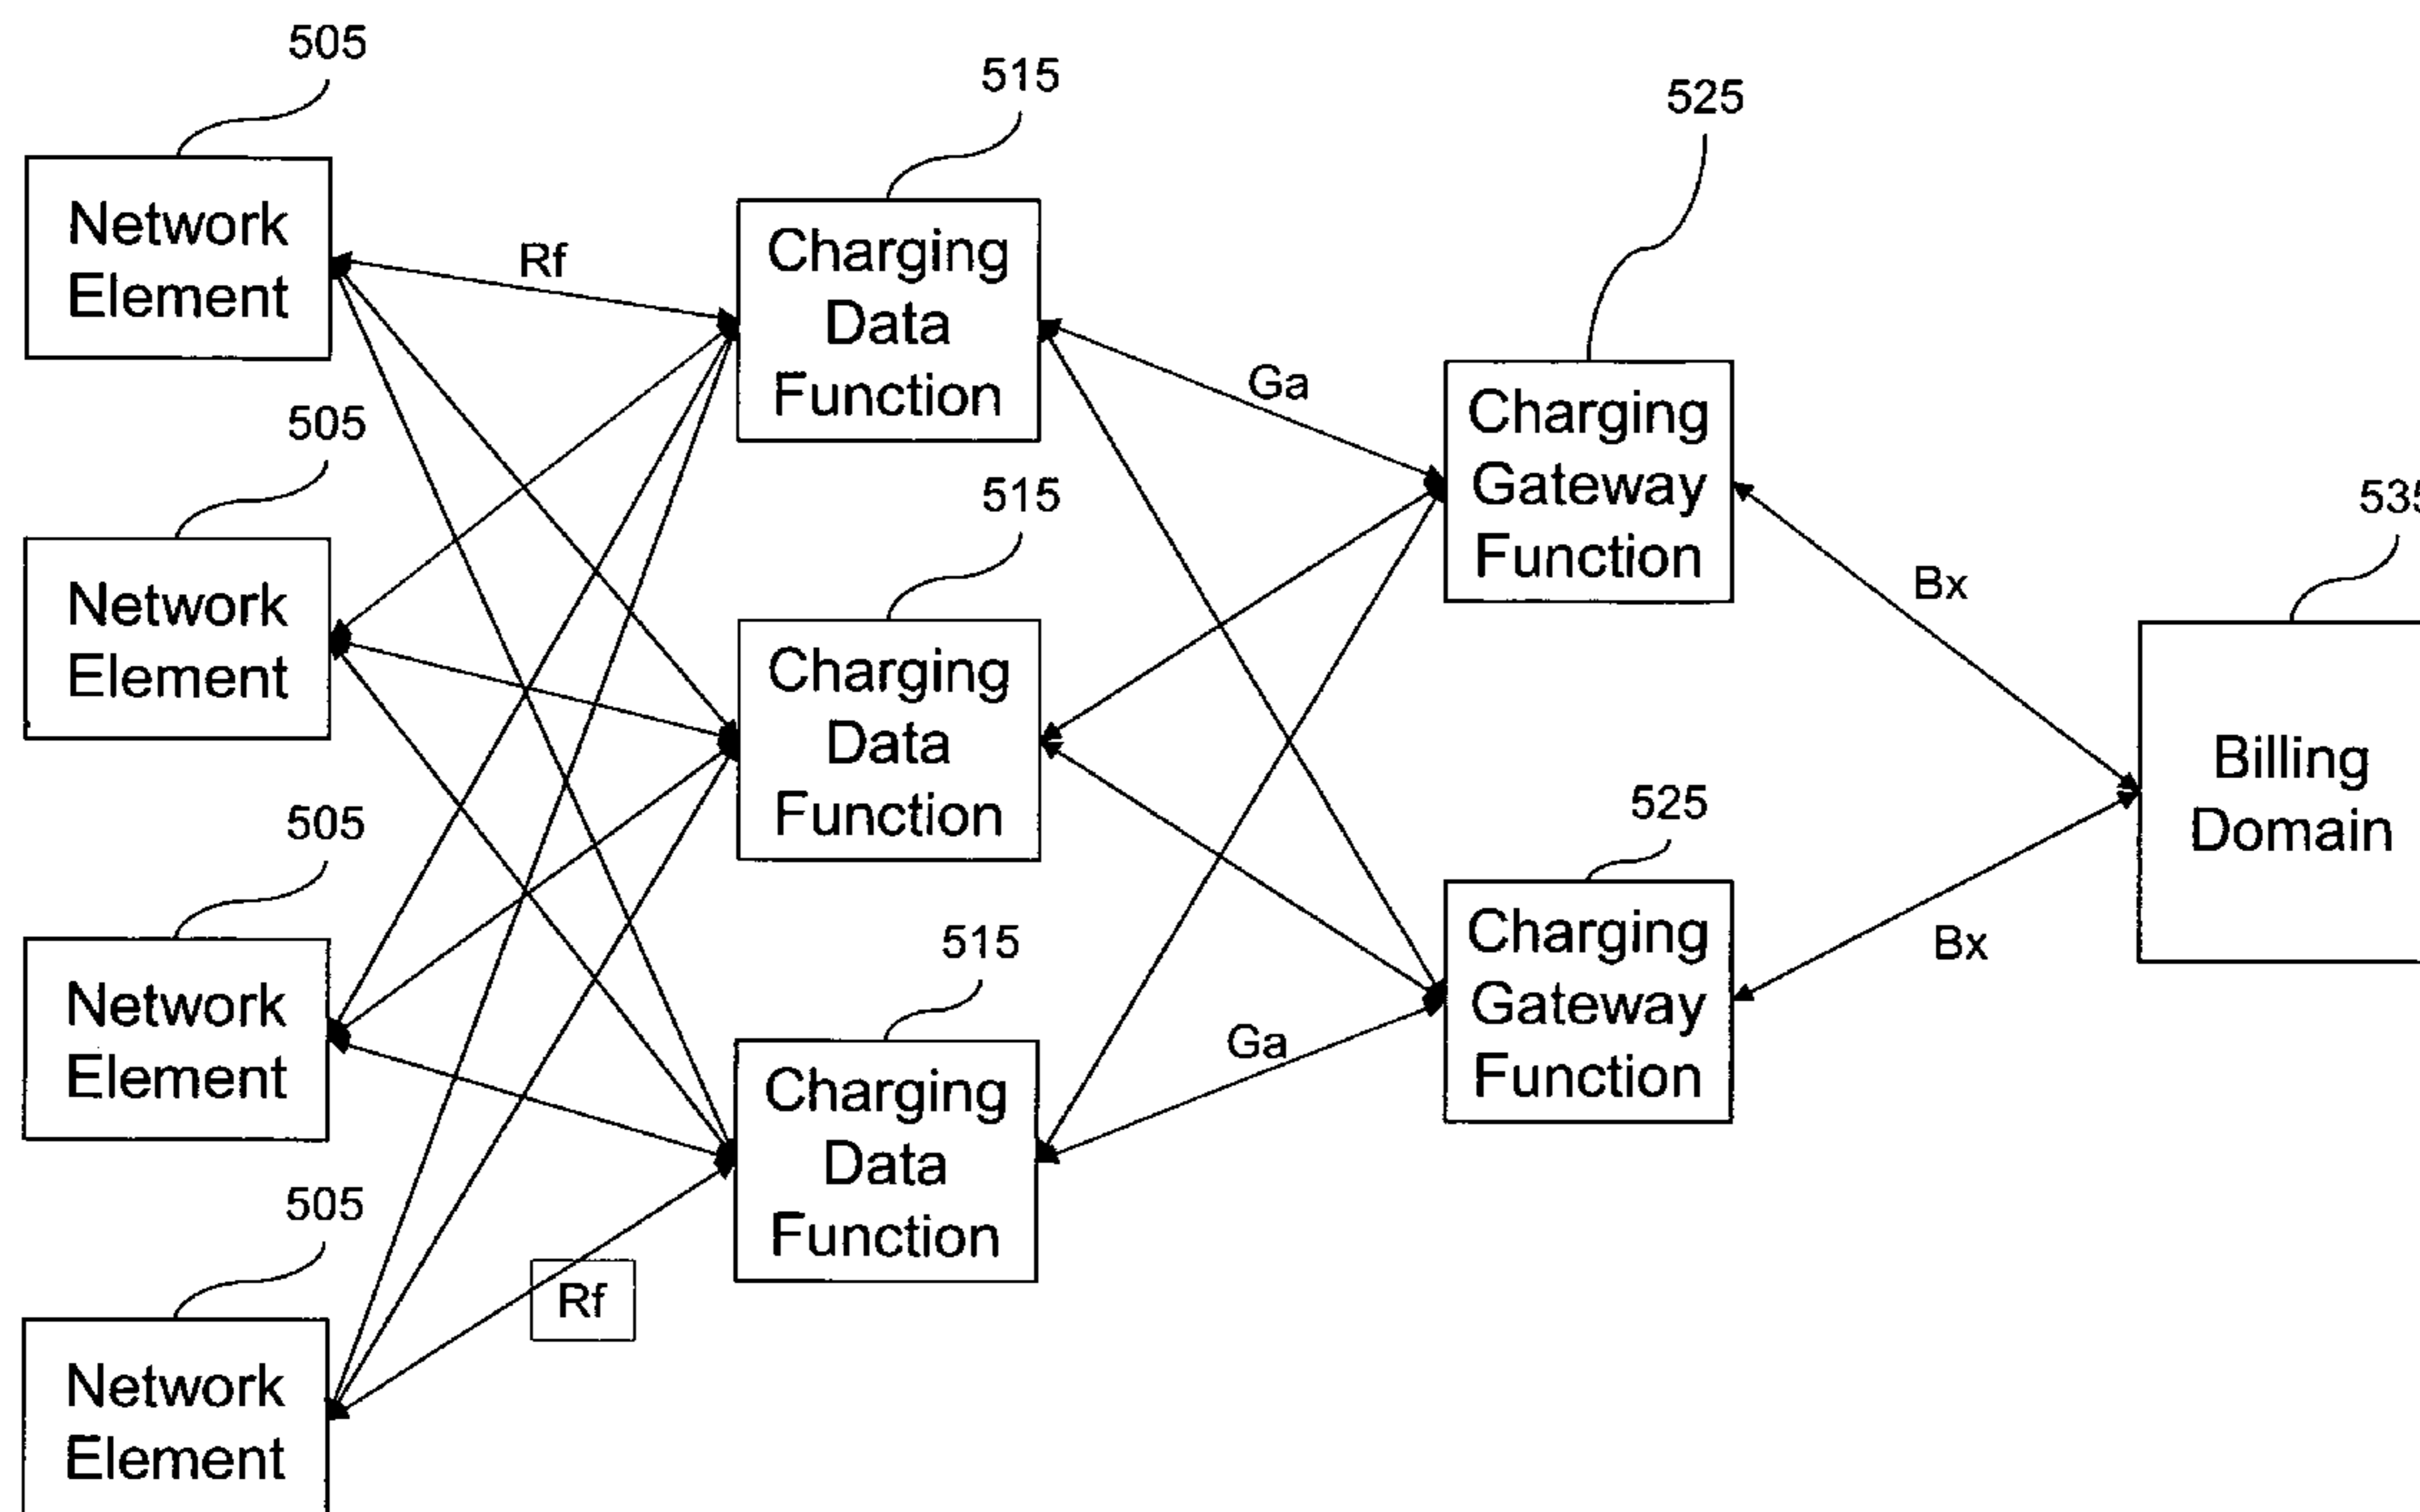 505
Network
Element
505
Network
Element
505
Network
Element
505
Network
Element
Rf
Rf
515
Charging
Data
Function
515
Charging
Data
Function
515
Charging
Data
Function
Ga
Ga
525
Charging
Gateway
Function
525
Charging
Gateway
Function
Bx
Bx
535
Billing
Domain